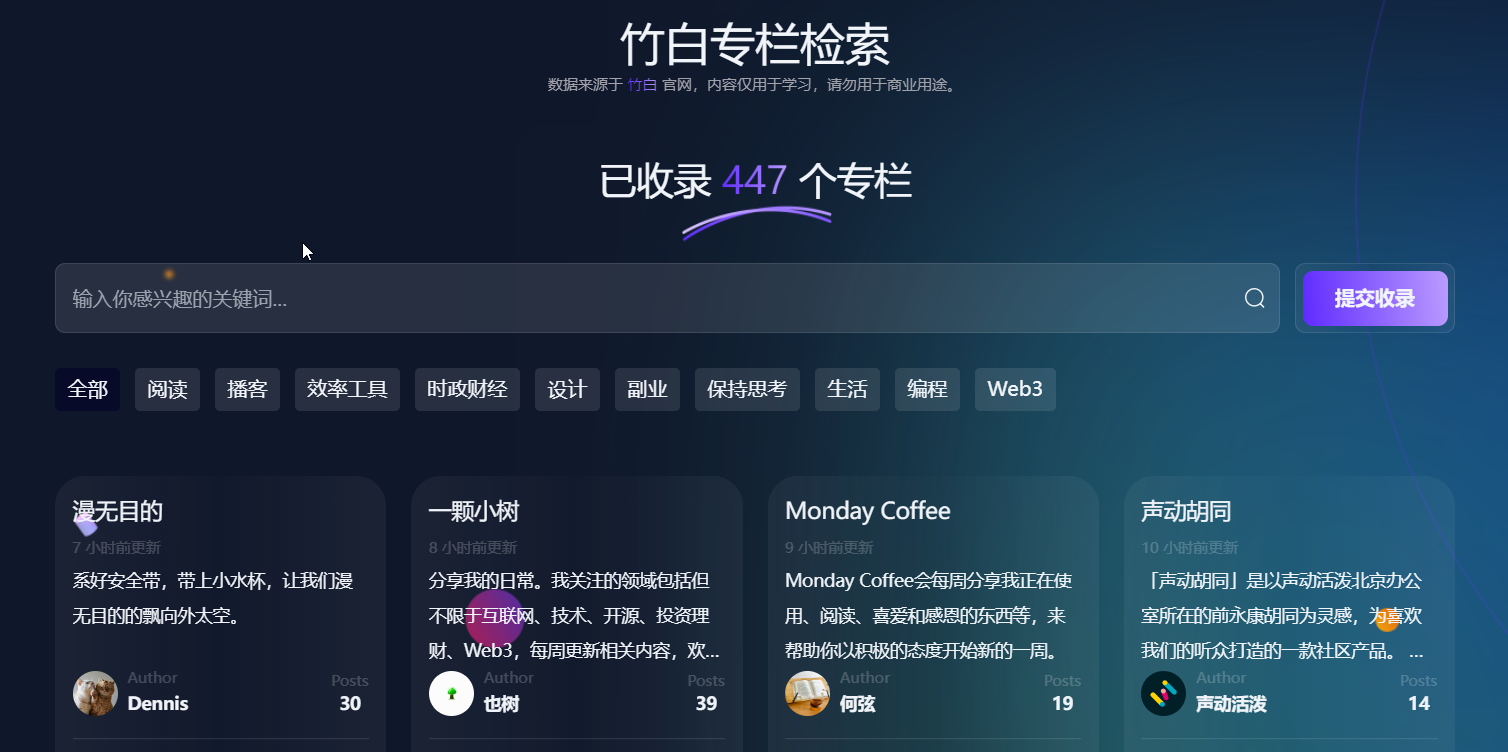 竹白专栏检索
数据来源于 竹白 官网，内容仅用于学习，请勿用于商业用途。
已收录 447 个专栏
输入你感兴趣的关键词...
提交收录
全部 阅读 播客 效率工具 时政财经 设计 副业 保持思考 生活 编程 Web3
漫无目的
7 小时前更新
系好安全带，带上小水杯，让我们漫
无目的的飘向外太空。
Author
Dennis
Posts
30
一颗小树
8 小时前更新
分享我的日常。我关注的领域包括但
不限于互联网、技术、开源、投资理
财、Web3，每周更新相关内容，欢...
Author
也树
Posts
39
Monday Coffee
9 小时前更新
Monday Coffee会每周分享我正在使
用、阅读、喜爱和感恩的东西等，来
帮助你以积极的态度开始新的一周。
Author
何弦
Posts
19
声动胡同
10 小时前更新
「声动胡同」是以声动活泼北京办公
室所在的前永康胡同为灵感，为喜欢
我们的听众打造的一款社区产品。 ...
Author
声动活泼
Posts
14